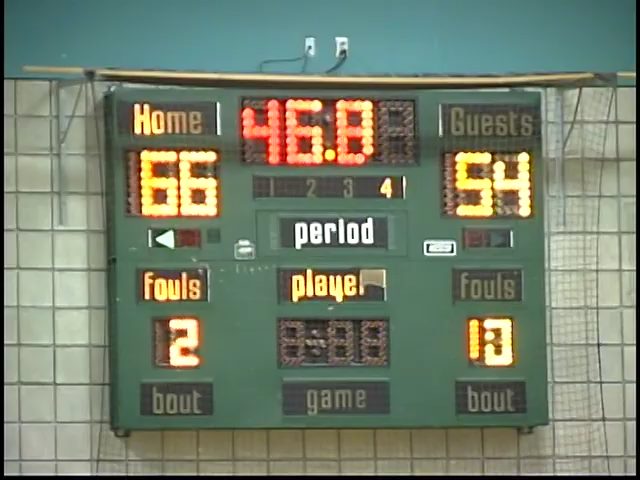 Home 46.8 Guests
66 1 2 3 4 54
period
fouls player fouls
2 13
bout game bout